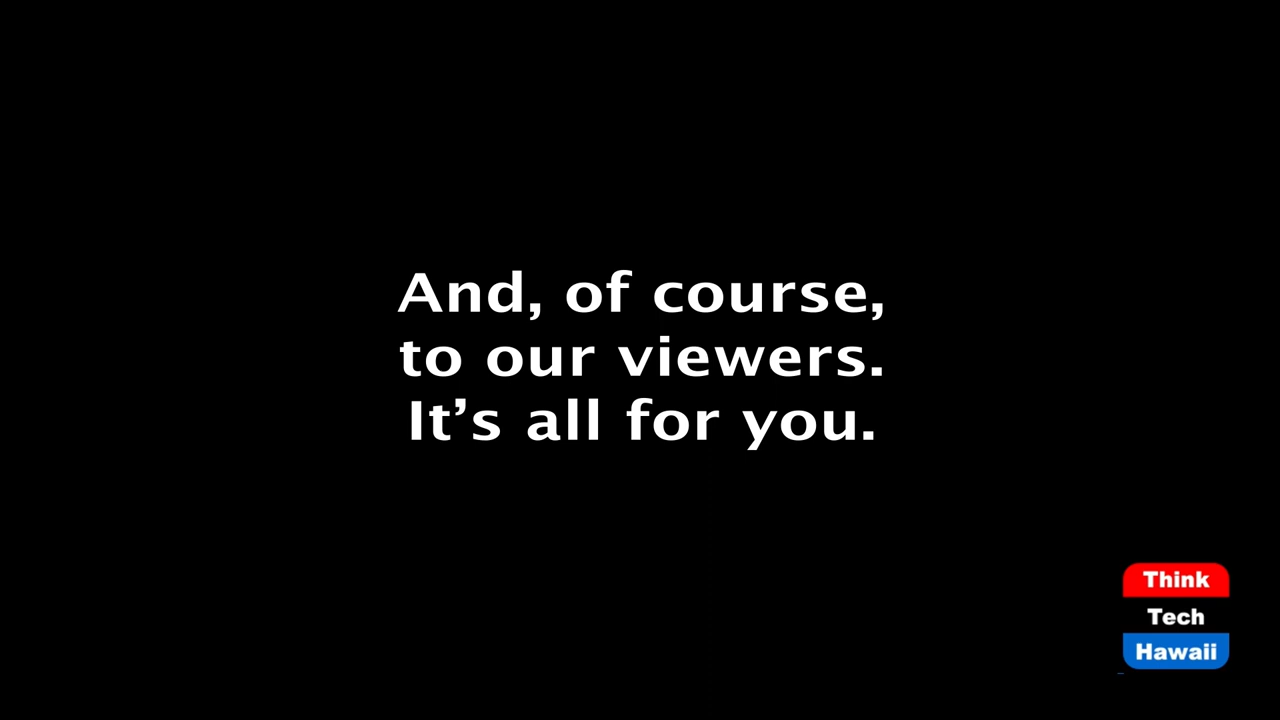 And, of course,
to our viewers.
It’s all for you.
Think
Tech
Hawaii